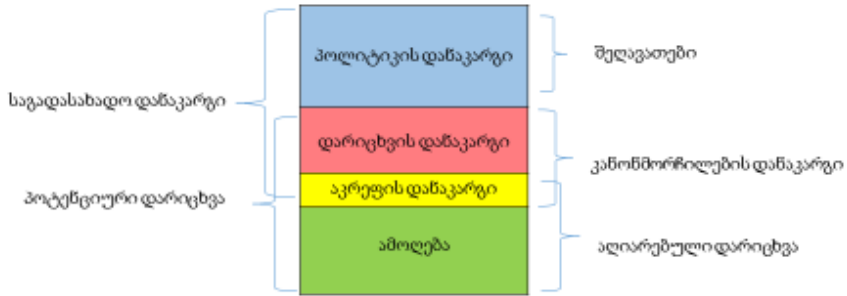 პოლიტიკის დანაკარგი
შეღავათები
საგადასახადო დანაკარგი
დარიცხვის დანაკარგი
კანონმორჩილების დანაკარგი
აკრეფის დანაკარგი
პოტენციური დარიცხვა
ამოღება
აღიარებული დარიცხვა